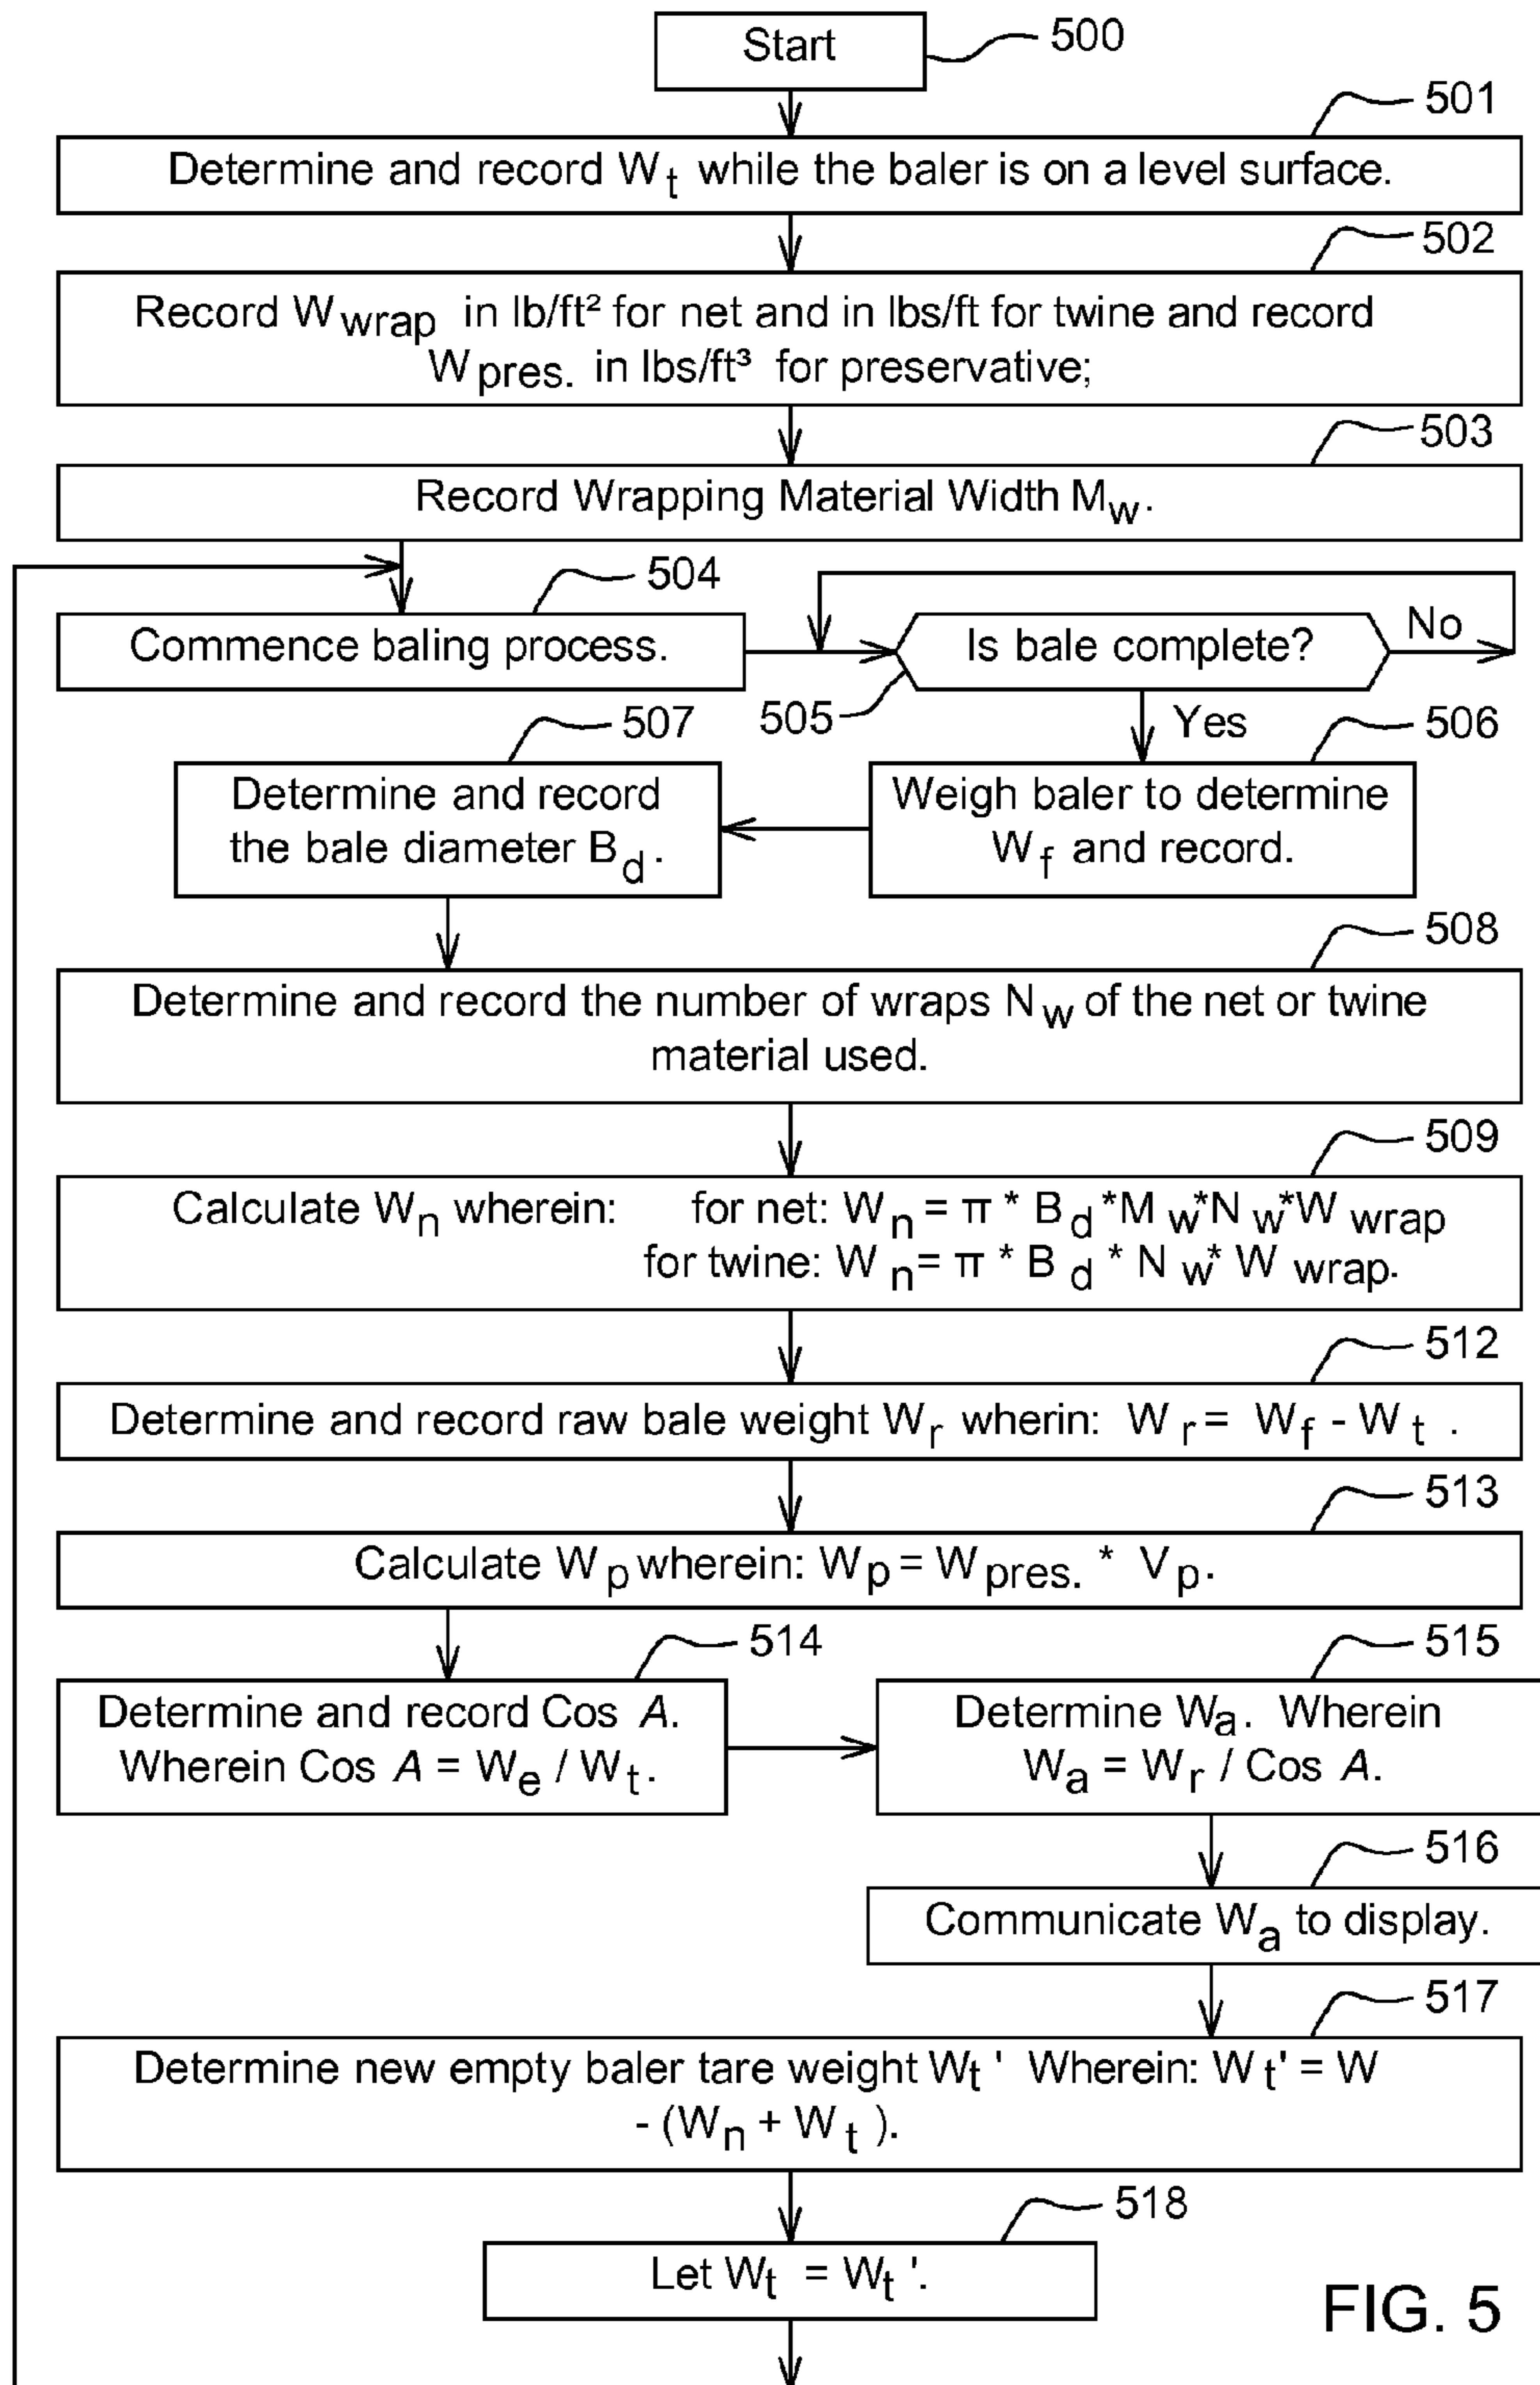 Start
500
501
Determine and record Wt while the baler is on a level surface.
502
Record Wwrap in lb/ft² for net and in lbs/ft for twine and record
Wpres. in lbs/ft³ for preservative;
503
Record Wrapping Material Width Mw.
504
Commence baling process.
Is bale complete?
No
505
Yes
507
506
Determine and record
the bale diameter Bd.
Weigh baler to determine
Wf and record.
508
Determine and record the number of wraps Nw of the net or twine
material used.
509
Calculate Wn wherein: for net: Wn = π * Bd *Mw*Nw*Wwrap
for twine: Wn= π * Bd * Nw* Wwrap.
512
Determine and record raw bale weight Wr wherin: Wr = Wf - Wt .
513
Calculate Wp wherein: Wp = Wpres. * Vp.
514
515
Determine and record Cos A.
Wherein Cos A = We / Wt.
Determine Wa. Wherein
Wa = Wr / Cos A.
516
Communicate Wa to display.
517
Determine new empty baler tare weight Wt ' Wherein: Wt' = W
- (Wn + Wt ).
518
Let Wt = Wt '.
FIG. 5